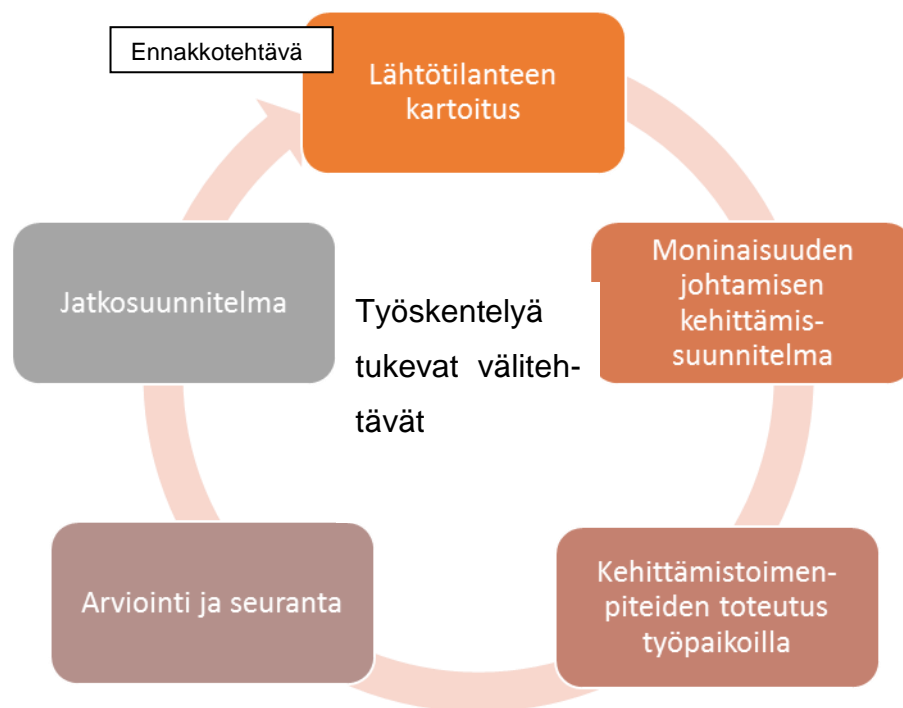 Ennakkotehtävä
Lähtötilanteen
kartoitus
Moninaisuuden
johtamisen
kehittämis-
suunnitelma
Kehittämistoimen-
piteiden toteutus
työpaikoilla
Arviointi ja seuranta
Jatkosuunnitelma
Työskentelyä
tukevat väliteh-
tävät